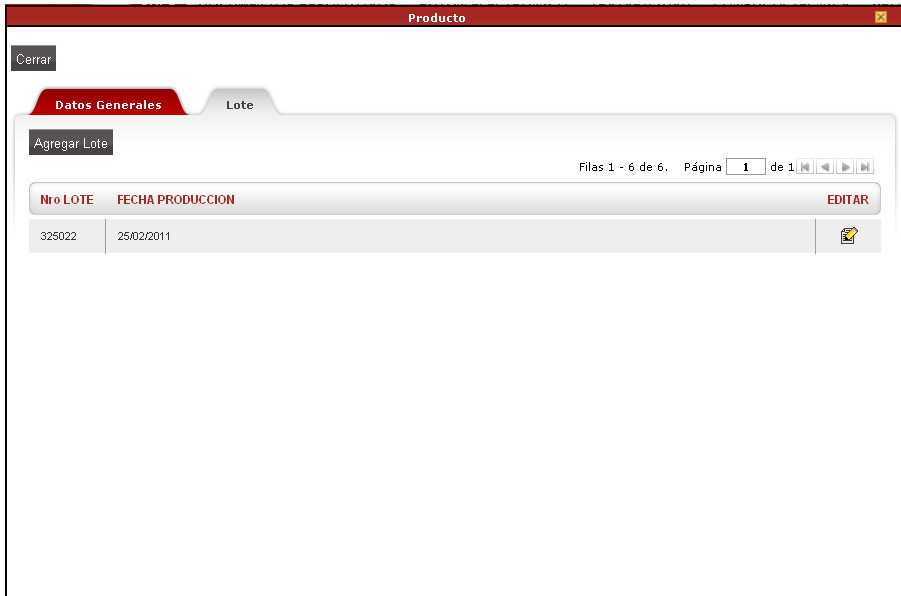 Producto
Cerrar
Datos Generales Lote
Agregar Lote
Filas 1 - 6 de 6. Página 1 de 1
Nro LOTE FECHA PRODUCCION EDITAR
325022 25/02/2011